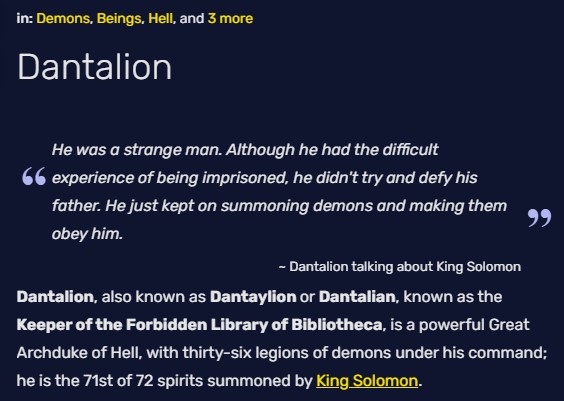 in: Demons, Beings, Hell, and 3 more
Dantalion
He was a strange man. Although he had the difficult
“ experience of being imprisoned, he didn't try and defy his
father. He just kept on summoning demons and making them ”
obey him.
– Dantalion talking about King Solomon
Dantalion, also known as Dantaylion or Dantalian, known as the
Keeper of the Forbidden Library of Bibliotheca, is a powerful Great
Archduke of Hell, with thirty-six legions of demons under his command;
he is the 71st of 72 spirits summoned by King Solomon.